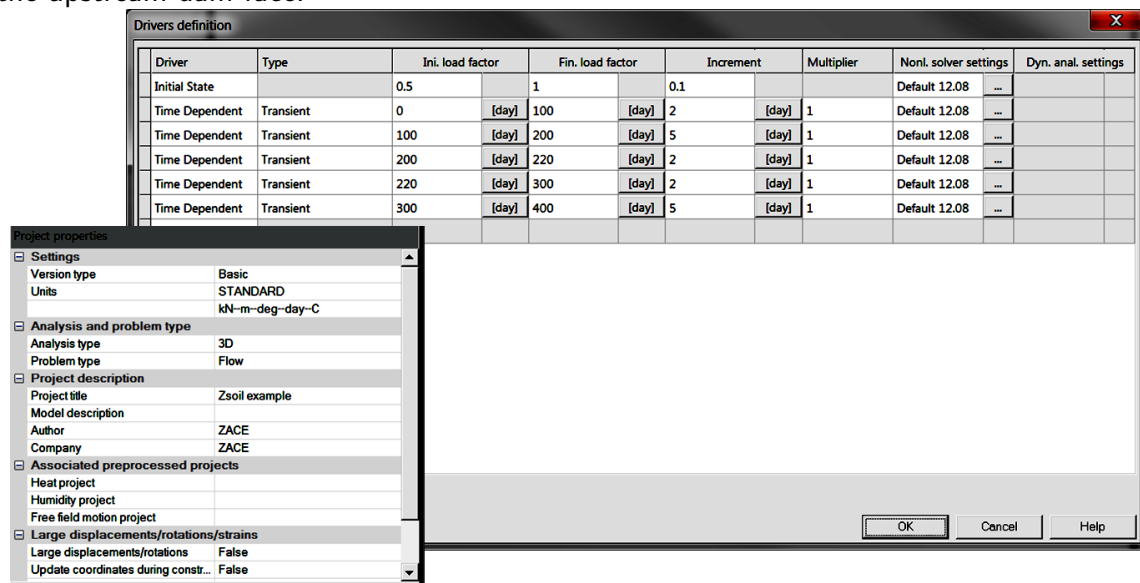 the upstream dam face.
Drivers definition X
Driver Type Ini. load factor Fin. load factor Increment Multiplier Nonl. solver settings Dyn. anal. settings
Initial State 0.5 1 0.1 Default 12.08 ...
Time Dependent Transient 0 [day] 100 [day] 2 [day] 1 Default 12.08 ...
Time Dependent Transient 100 [day] 200 [day] 5 [day] 1 Default 12.08 ...
Time Dependent Transient 200 [day] 220 [day] 2 [day] 1 Default 12.08 ...
Time Dependent Transient 220 [day] 300 [day] 2 [day] 1 Default 12.08 ...
Time Dependent Transient 300 [day] 400 [day] 5 [day] 1 Default 12.08 ...
Project properties
Settings
Version type Basic
Units STANDARD
kN--m--deg--day--C
Analysis and problem type
Analysis type 3D
Problem type Flow
Project description
Project title Zsoil example
Model description
Author ZACE
Company ZACE
Associated preprocessed projects
Heat project
Humidity project
Free field motion project
Large displacements/rotations/strains
Large displacements/rotations False
Update coordinates during constr... False
OK Cancel Help